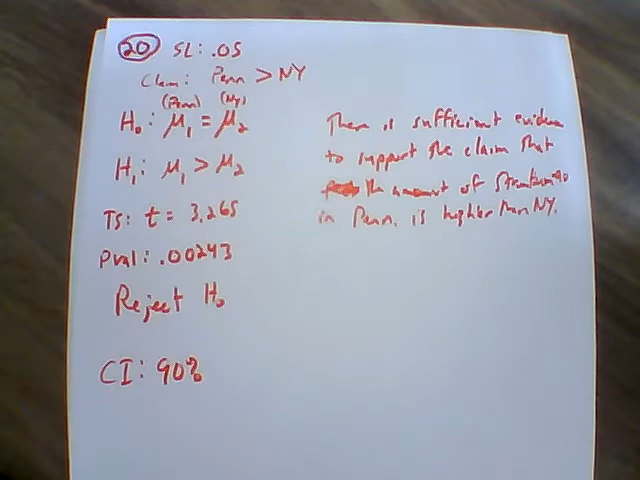 20 SL: .05
Claim: Penn > NY
(Penn) (NY)
H0: μ1 = μ2
H1: μ1 > μ2
TS: t = 3.265
Pval: .00243
Reject H0
CI: 90%
There is sufficient evidence
to support the claim that
the amount of Strontium-90
in Penn. is higher than NY.